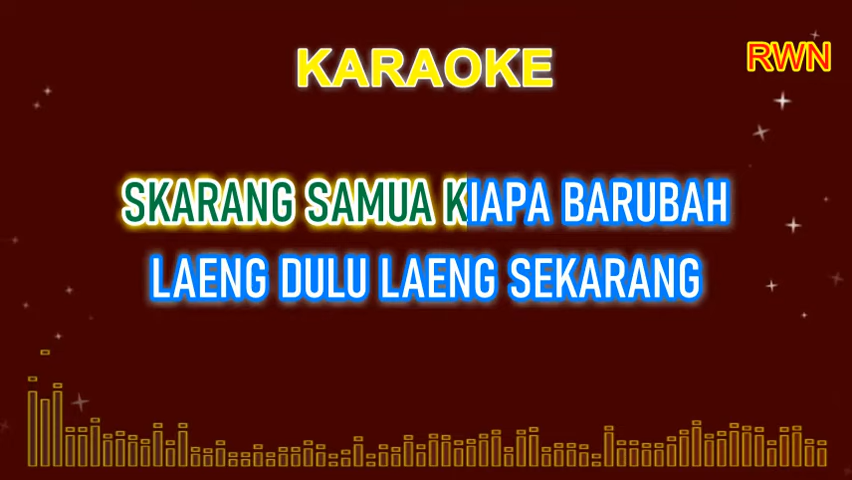 KARAOKE
RWN
SKARANG SAMUA KIAPA BARUBAH
LAENG DULU LAENG SEKARANG